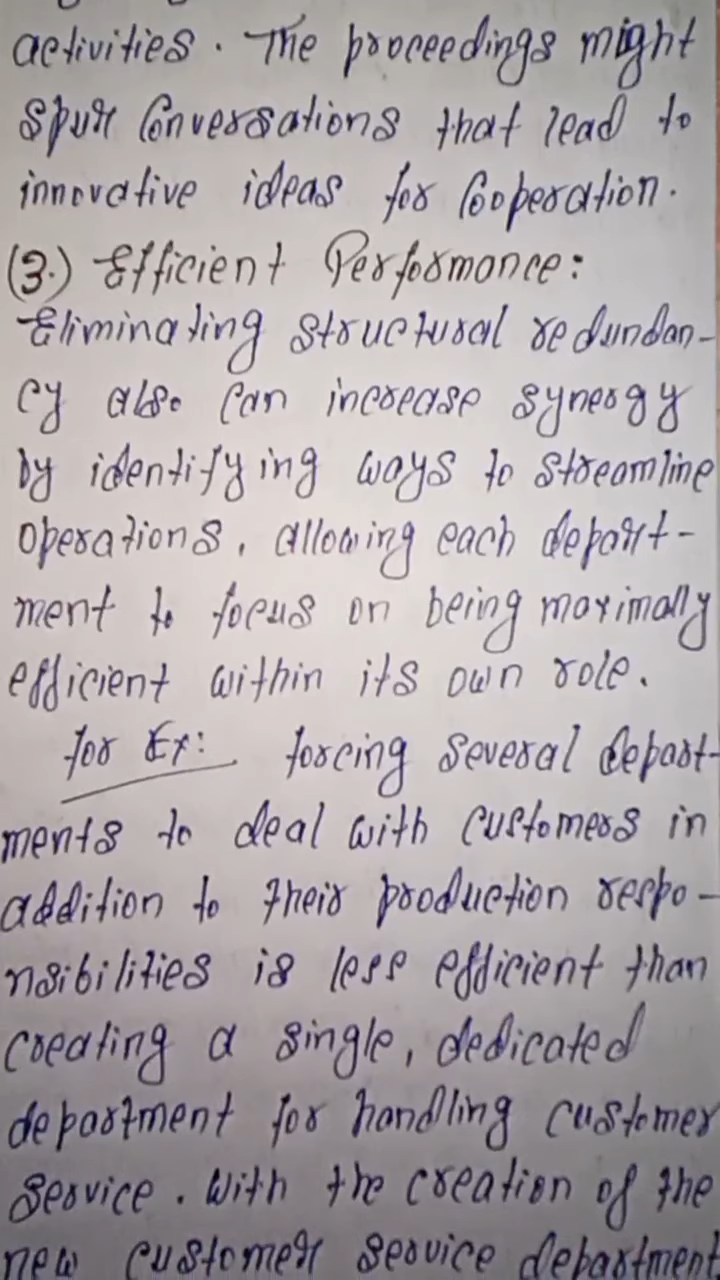 activities. The proceedings might
spur Conversations that lead to
innovative ideas for Cooperation.
(3.) Efficient Performance:
Eliminating structural redundan-
cy also can increase synergy
by identifying ways to streamline
operations, allowing each depart-
ment to focus on being maximally
efficient within its own role.
for Ex: forcing several depart-
ments to deal with customers in
addition to their production respo-
nsibilities is less efficient than
creating a single, dedicated
department for handling customer
service. With the creation of the
new customer service department